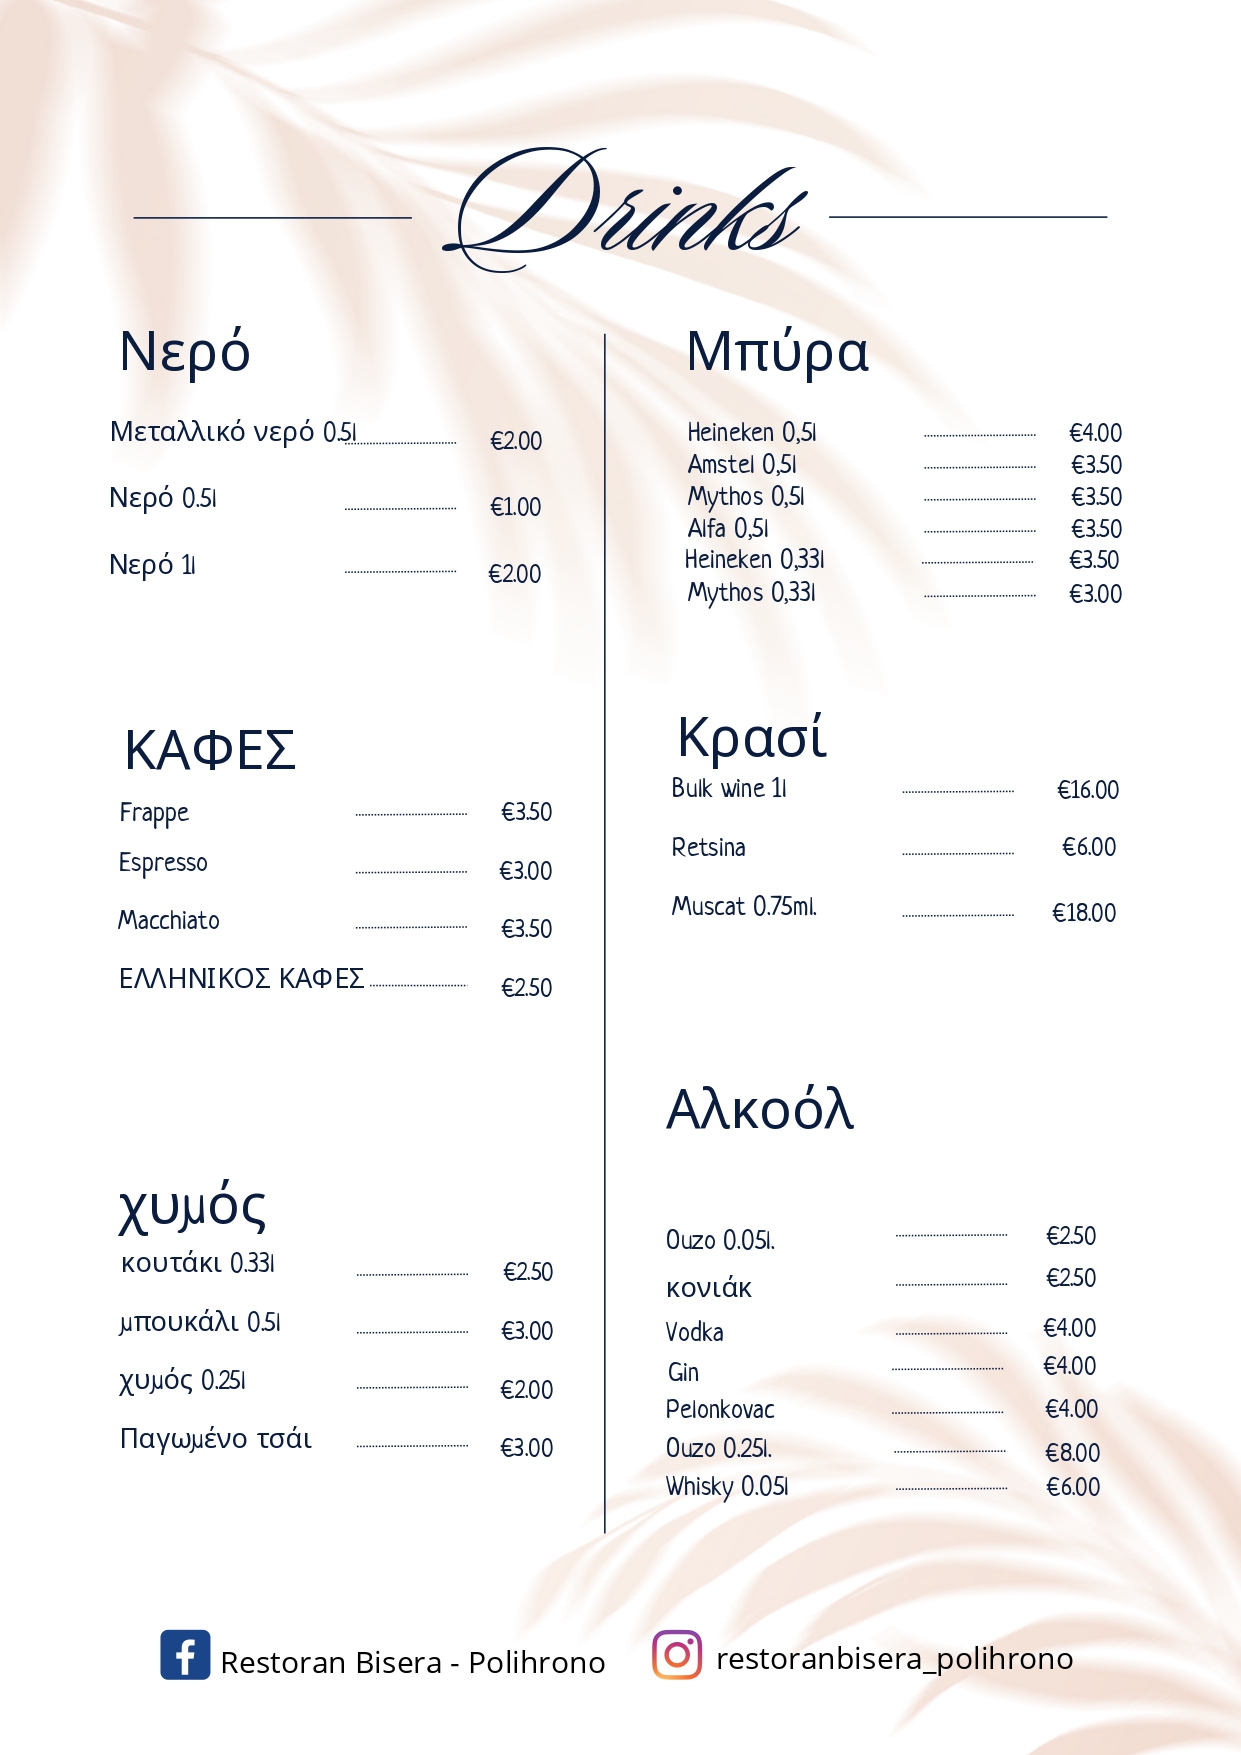 Drinks
Νερό
Μεταλλικό νερό 0.5l €2.00
Νερό 0.5l €1.00
Νερό 1l €2.00
ΚΑΦΕΣ
Frappe €3.50
Espresso €3.00
Macchiato €3.50
ΕΛΛΗΝΙΚΟΣ ΚΑΦΕΣ €2.50
χυμός
κουτάκι 0.33l €2.50
μπουκάλι 0.5l €3.00
χυμός 0.25l €2.00
Παγωμένο τσάι €3.00
Μπύρα
Heineken 0,5l €4.00
Amstel 0,5l €3.50
Mythos 0,5l €3.50
Alfa 0,5l €3.50
Heineken 0,33l €3.50
Mythos 0,33l €3.00
Κρασί
Bulk wine 1l €16.00
Retsina €6.00
Muscat 0.75ml. €18.00
Αλκοόλ
Ouzo 0.05l. €2.50
κονιάκ €2.50
Vodka €4.00
Gin €4.00
Pelonkovac €4.00
Ouzo 0.25l. €8.00
Whisky 0.05l €6.00
Restoran Bisera - Polihrono
restoranbisera_polihrono